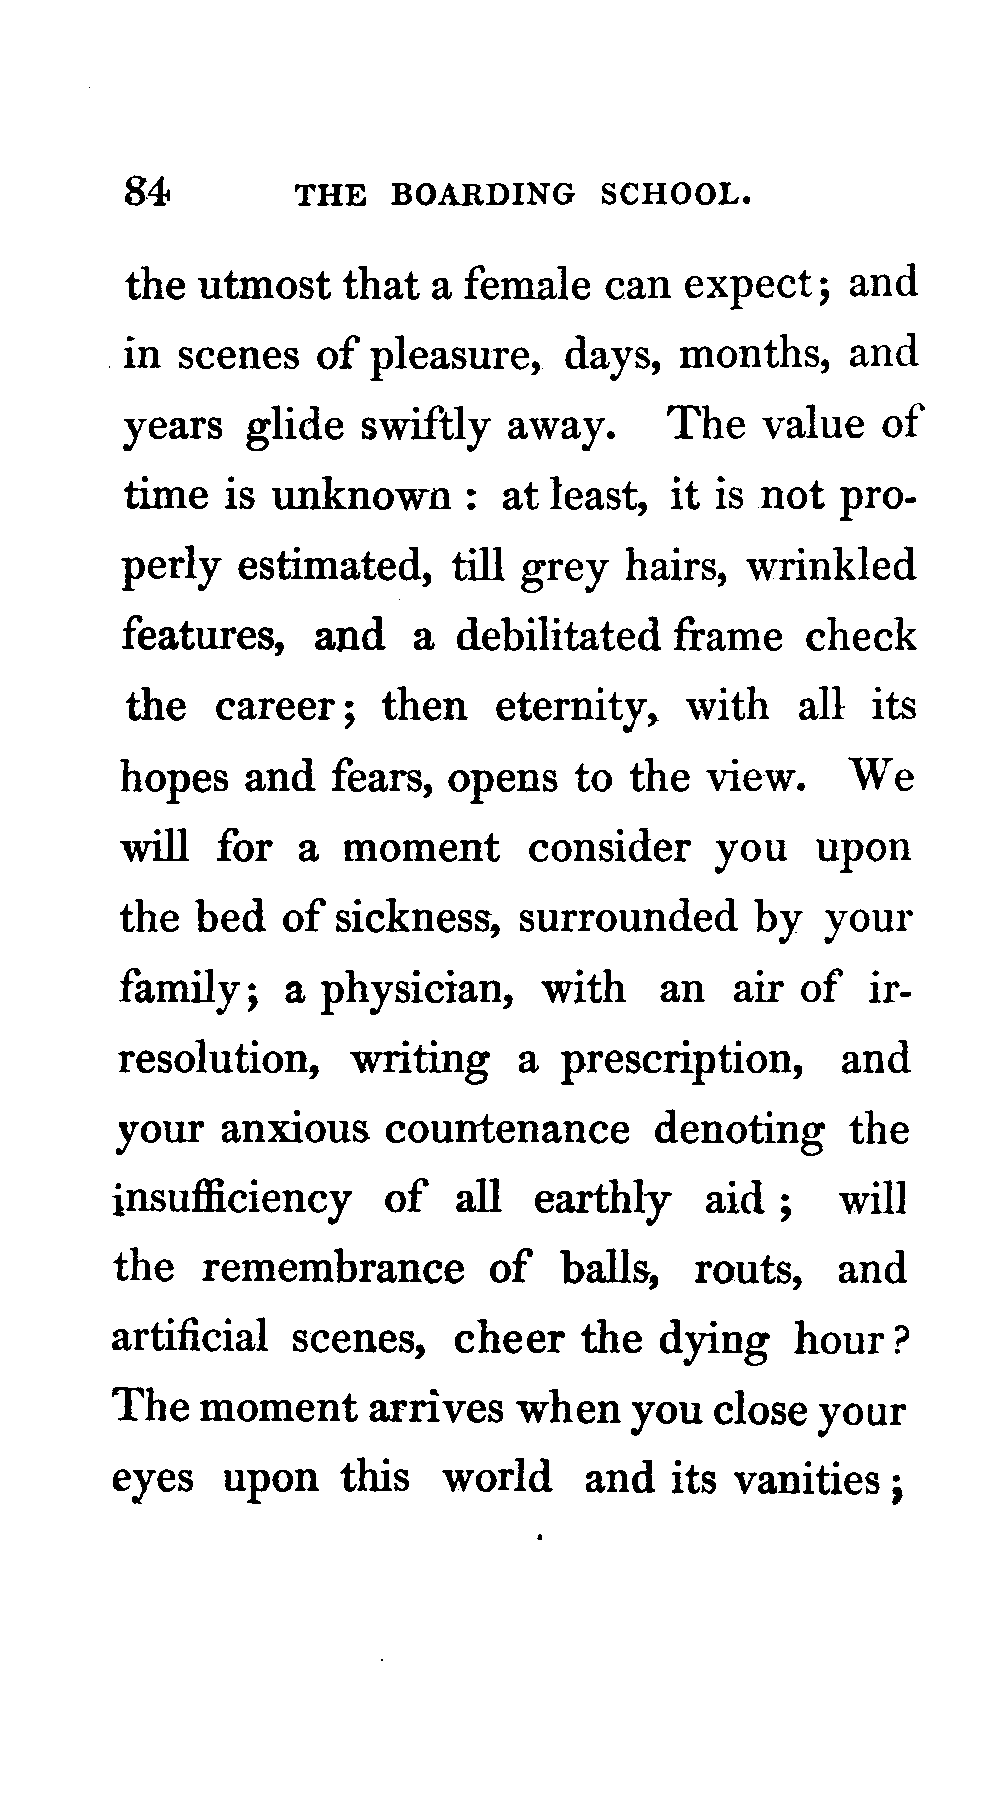 84 THE BOARDING SCHOOL.
the utmost that a female can expect; and
in scenes of pleasure, days, months, and
years glide swiftly away. The value of
time is unknown : at least, it is not pro-
perly estimated, till grey hairs, wrinkled
features, and a debilitated frame check
the career; then eternity, with all its
hopes and fears, opens to the view. We
will for a moment consider you upon
the bed of sickness, surrounded by your
family; a physician, with an air of ir-
resolution, writing a prescription, and
your anxious countenance denoting the
insufficiency of all earthly aid ; will
the remembrance of balls, routs, and
artificial scenes, cheer the dying hour?
The moment arrives when you close your
eyes upon this world and its vanities;